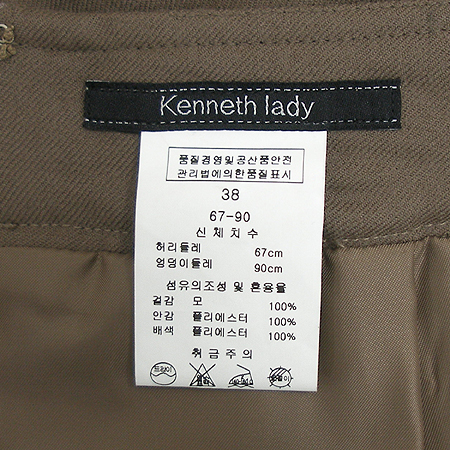 Kenneth lady
품질경영및공산품안전
관리법에의한품질표시
38
67-90
신체치수
허리둘레 67cm
엉덩이둘레 90cm
섬유의조성 및 혼용율
겉감 모 100%
안감 폴리에스터 100%
배색 폴리에스터 100%
취급주의
드라이